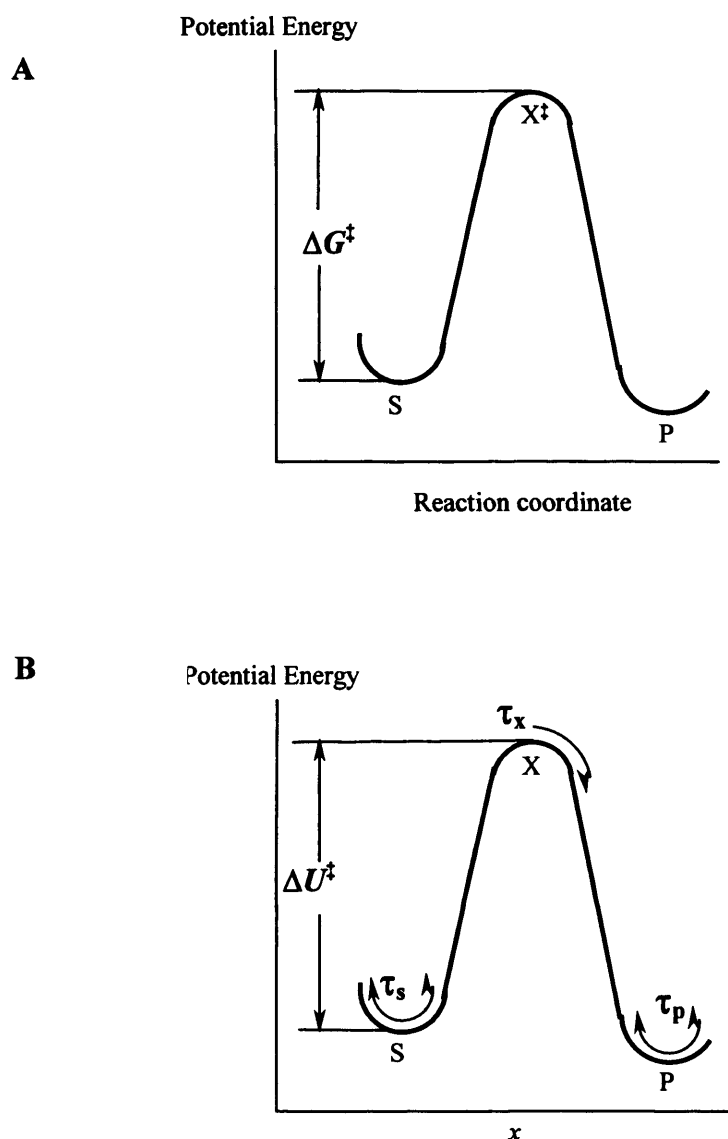 Potential Energy
A
X‡
ΔG‡
S
P
Reaction coordinate
B
Potential Energy
τx
X
ΔU‡
τs
τp
S
P
x